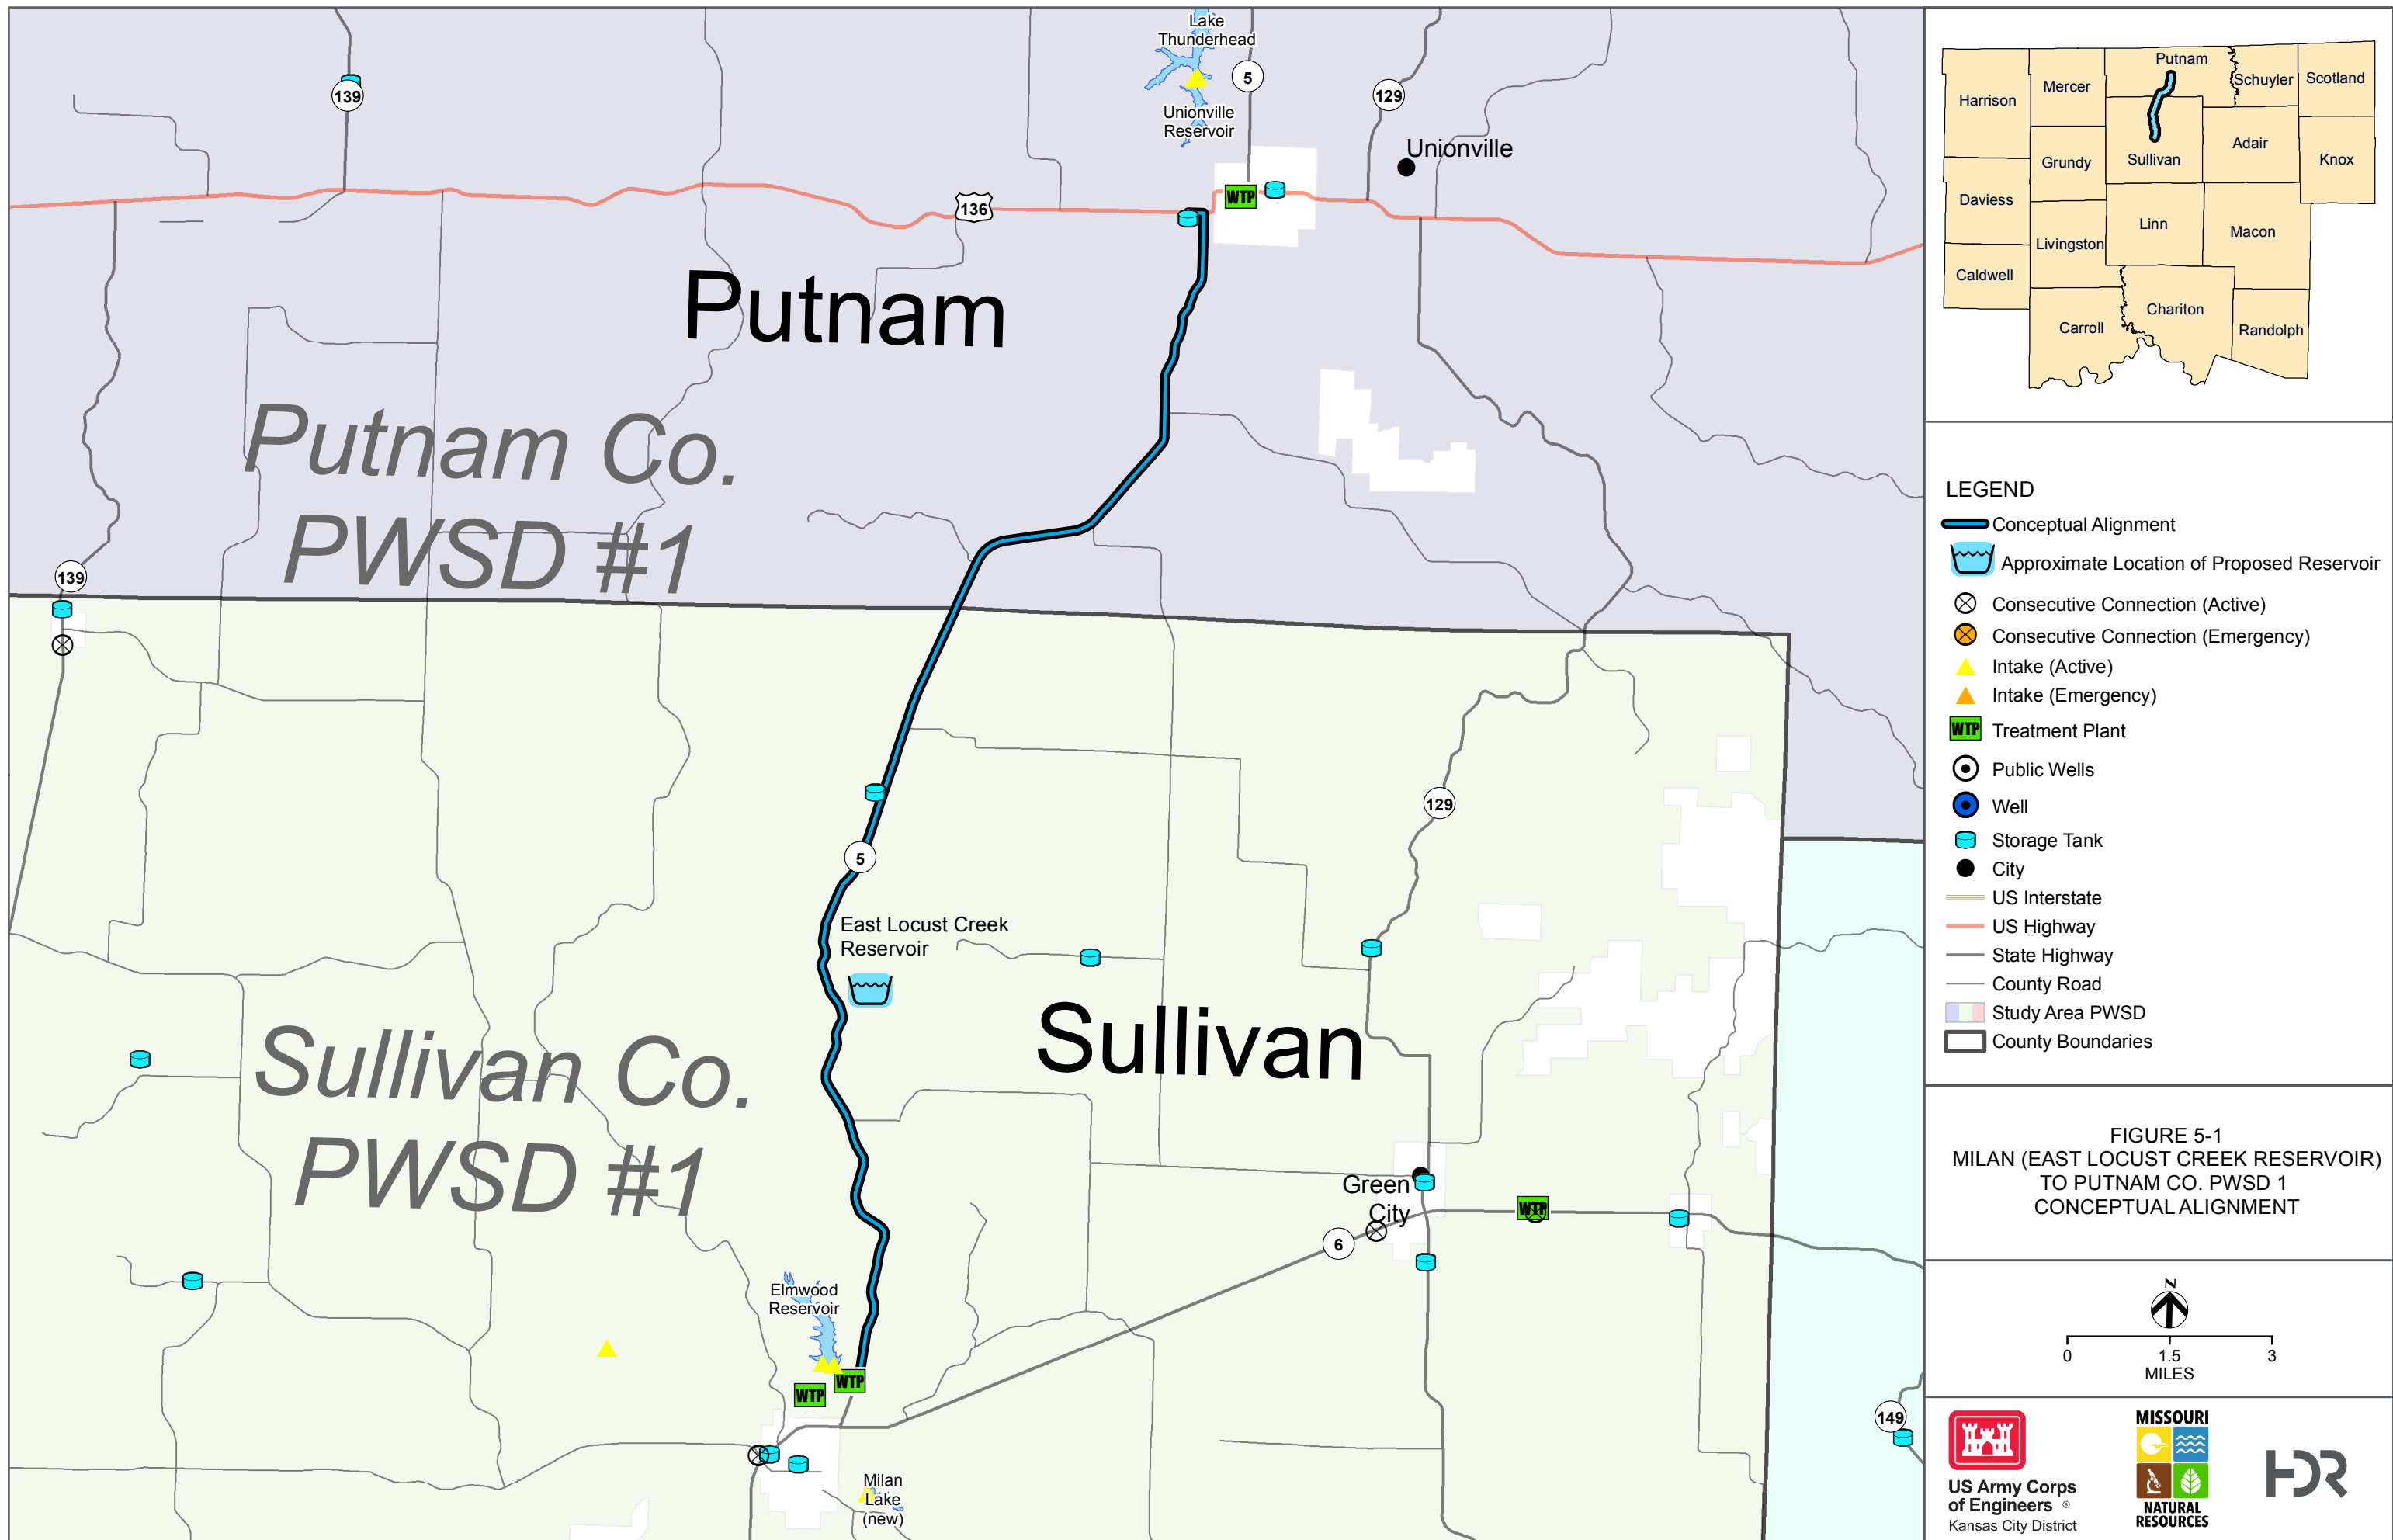 Lake
Thunderhead
5
139
129
Unionville
Reservoir
Unionville
WTP
136
Putnam
Putnam Co.
PWSD #1
139
129
5
East Locust Creek
Reservoir
Sullivan
Sullivan Co.
PWSD #1
Green
City
WTP
6
Elmwood
Reservoir
WTP
WTP
149
Milan
Lake
(new)
Putnam
Schuyler
Scotland
Mercer
Harrison
Adair
Grundy
Sullivan
Knox
Daviess
Linn
Macon
Livingston
Caldwell
Chariton
Carroll
Randolph
LEGEND
Conceptual Alignment
Approximate Location of Proposed Reservoir
Consecutive Connection (Active)
Consecutive Connection (Emergency)
Intake (Active)
Intake (Emergency)
WTP Treatment Plant
Public Wells
Well
Storage Tank
City
US Interstate
US Highway
State Highway
County Road
Study Area PWSD
County Boundaries
FIGURE 5-1
MILAN (EAST LOCUST CREEK RESERVOIR)
TO PUTNAM CO. PWSD 1
CONCEPTUAL ALIGNMENT
N
0 1.5 3
MILES
US Army Corps
of Engineers ®
Kansas City District
MISSOURI
NATURAL
RESOURCES
HDR